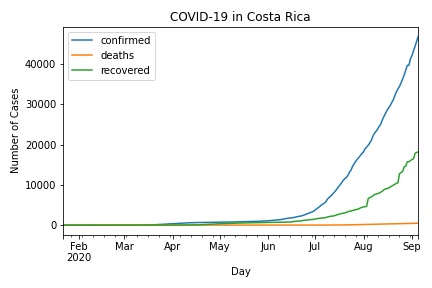 COVID-19 in Costa Rica
confirmed
deaths
recovered
Number of Cases
40000
30000
20000
10000
0
Feb Mar Apr May Jun Jul Aug Sep
2020
Day